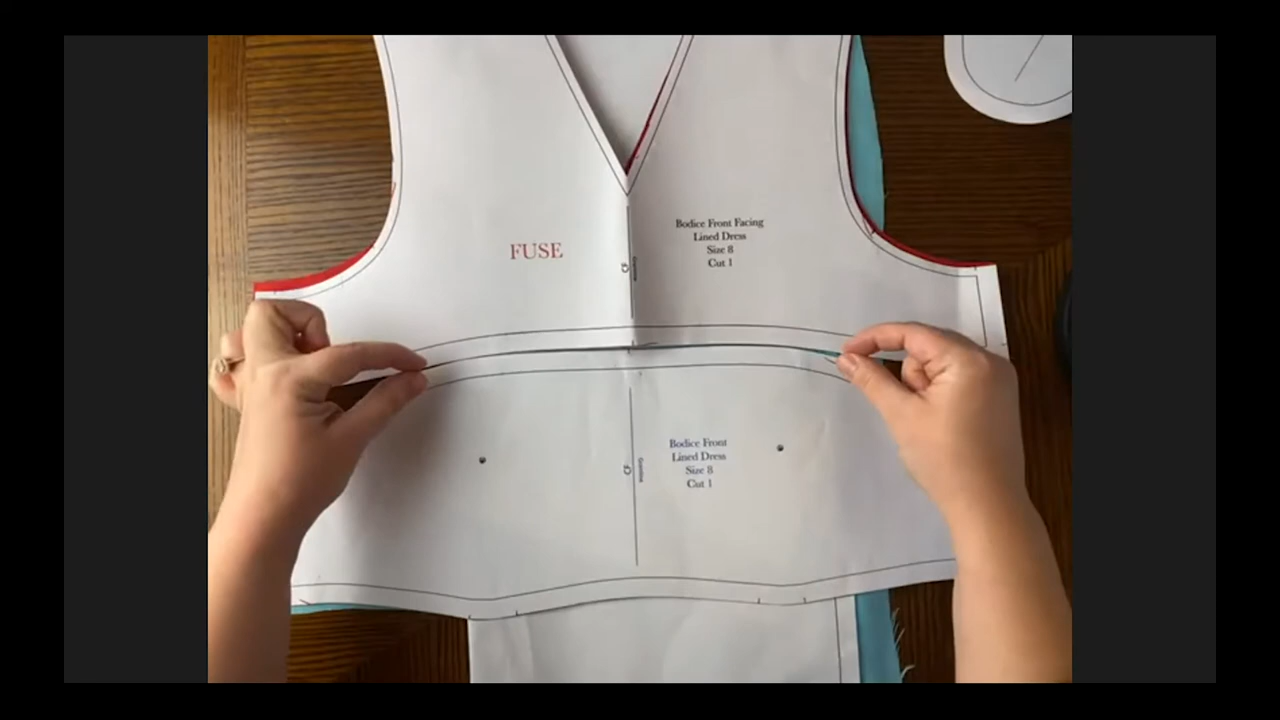 FUSE
Bodice Front Facing
Lined Dress
Size 8
Cut 1
Bodice Front
Lined Dress
Size 8
Cut 1